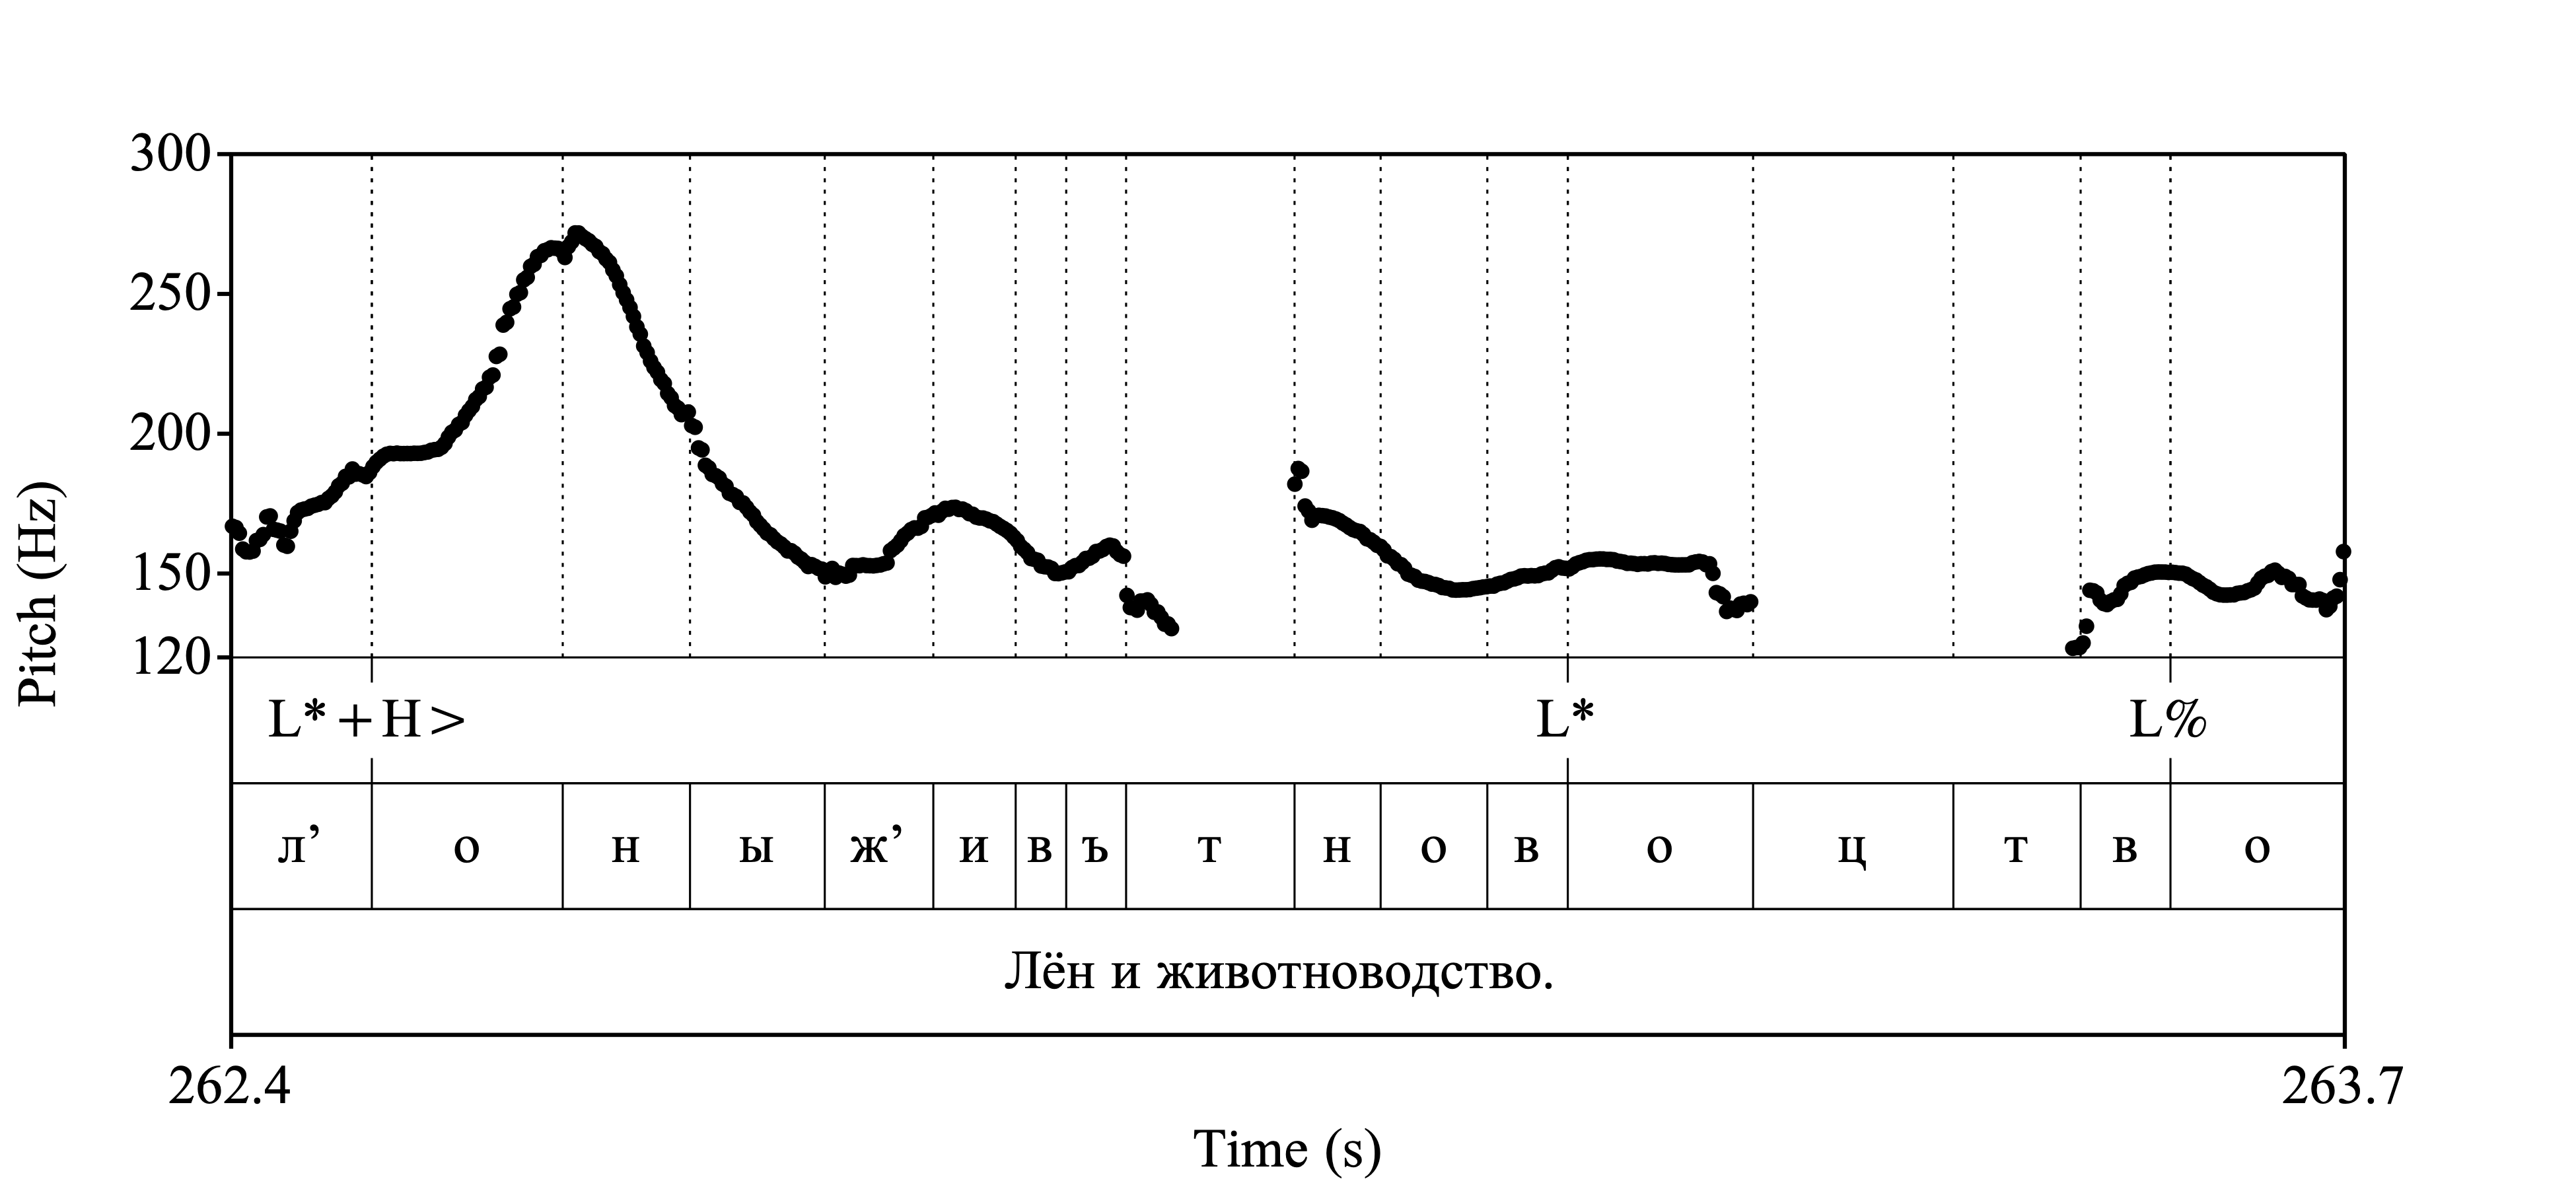 300
250
200
150
120
Pitch (Hz)
L*+H> L* L%
л’ о н ы ж’ и в ъ т н о в о ц т в о
Лён и животноводство.
262.4 263.7
Time (s)